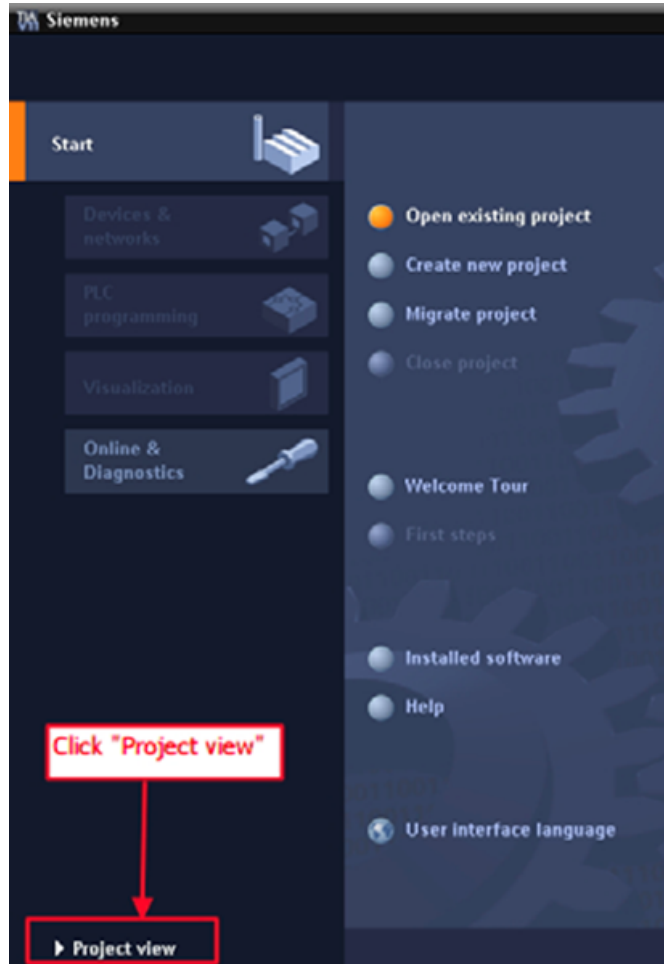 Siemens
Start
Devices &
networks
PLC
programming
Visualization
Online &
Diagnostics
Open existing project
Create new project
Migrate project
Close project
Welcome Tour
First steps
Installed software
Help
User interface language
Click "Project view"
Project view